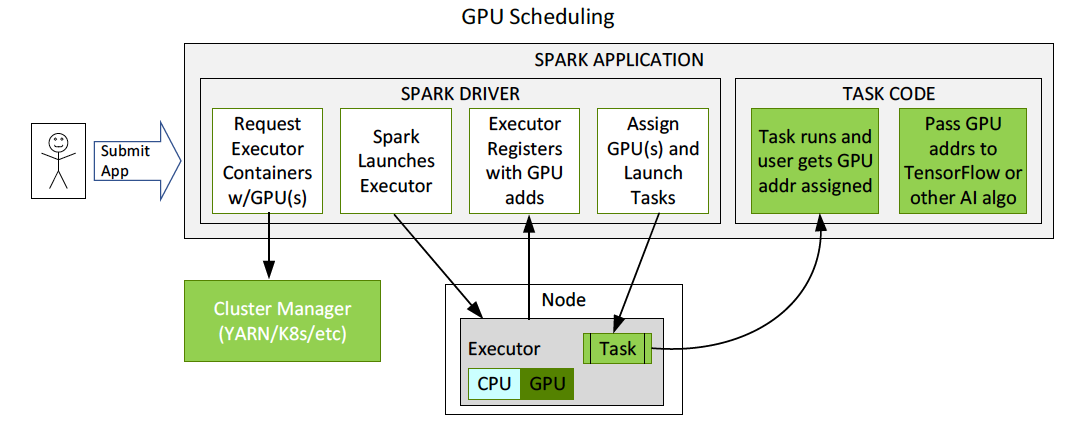 GPU Scheduling
SPARK APPLICATION
SPARK DRIVER
TASK CODE
Submit
App
Request
Executor
Containers
w/GPU(s)
Spark
Launches
Executor
Executor
Registers
with GPU
adds
Assign
GPU(s) and
Launch
Tasks
Task runs and
user gets GPU
addr assigned
Pass GPU
addrs to
TensorFlow or
other AI algo
Cluster Manager
(YARN/K8s/etc)
Node
Executor
Task
CPU
GPU